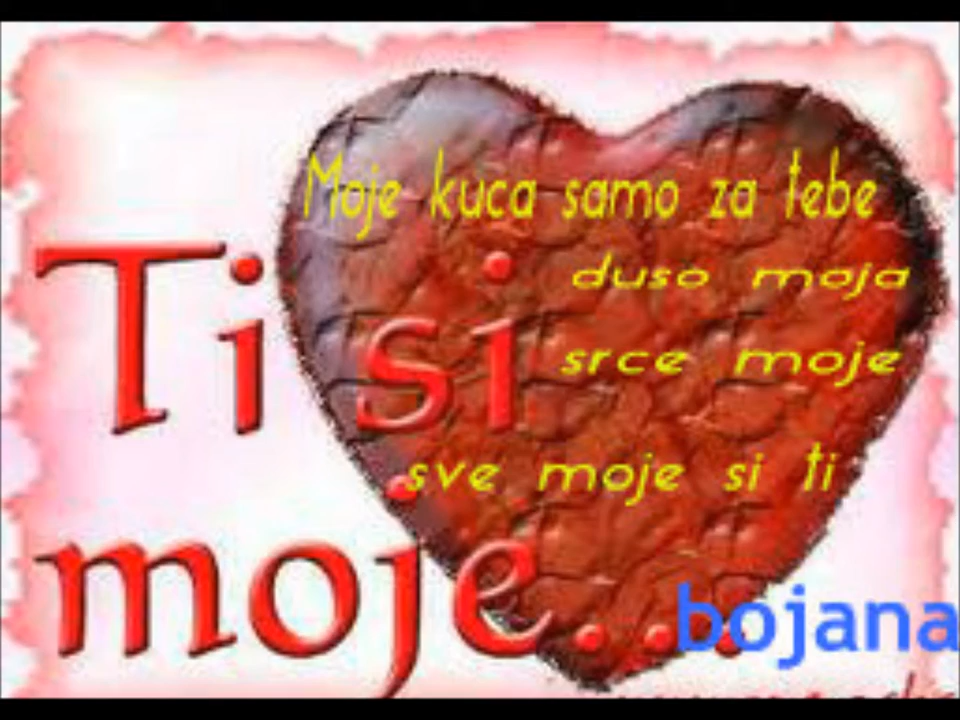 Moje kuca samo za tebe
duso moja
Ti si
srce moje
sve moje si ti
moje...
bojana